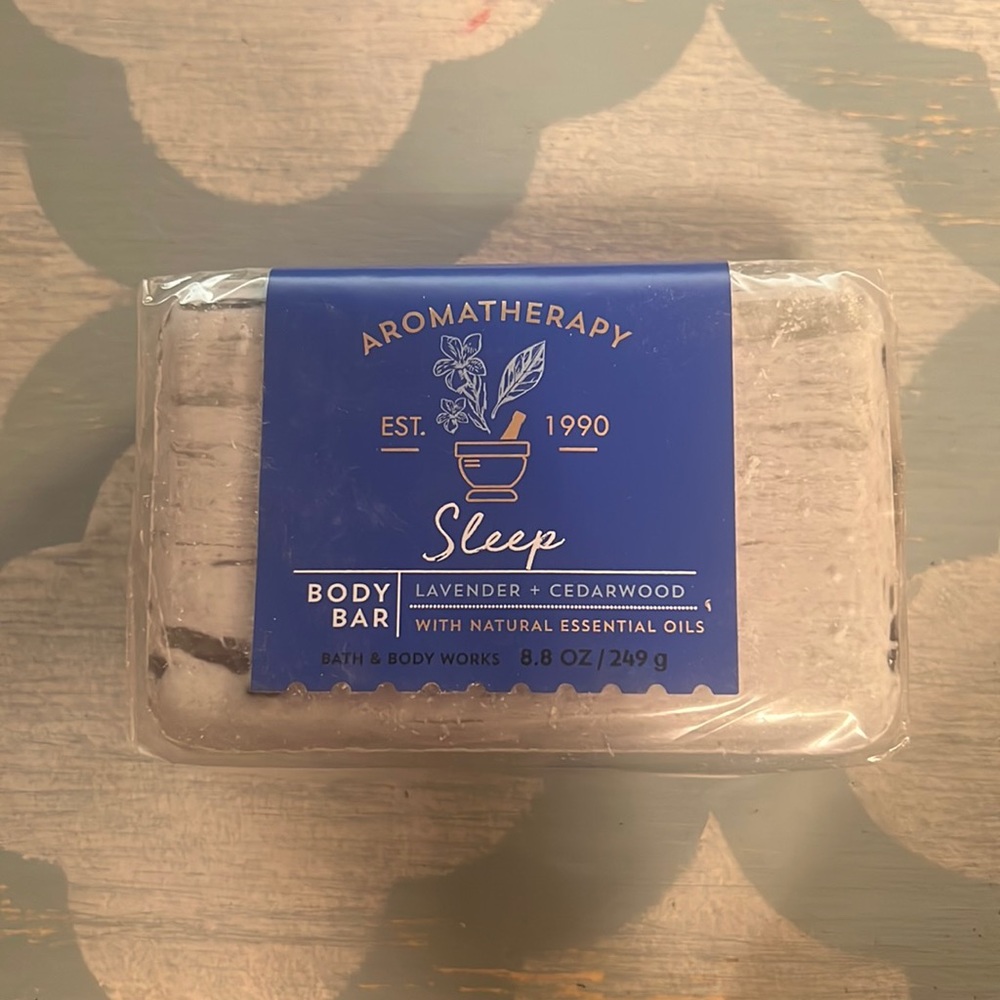 AROMATHERAPY
EST. 1990
Sleep
BODY BAR
LAVENDER + CEDARWOOD
WITH NATURAL ESSENTIAL OILS
BATH & BODY WORKS 8.8 OZ / 249 g